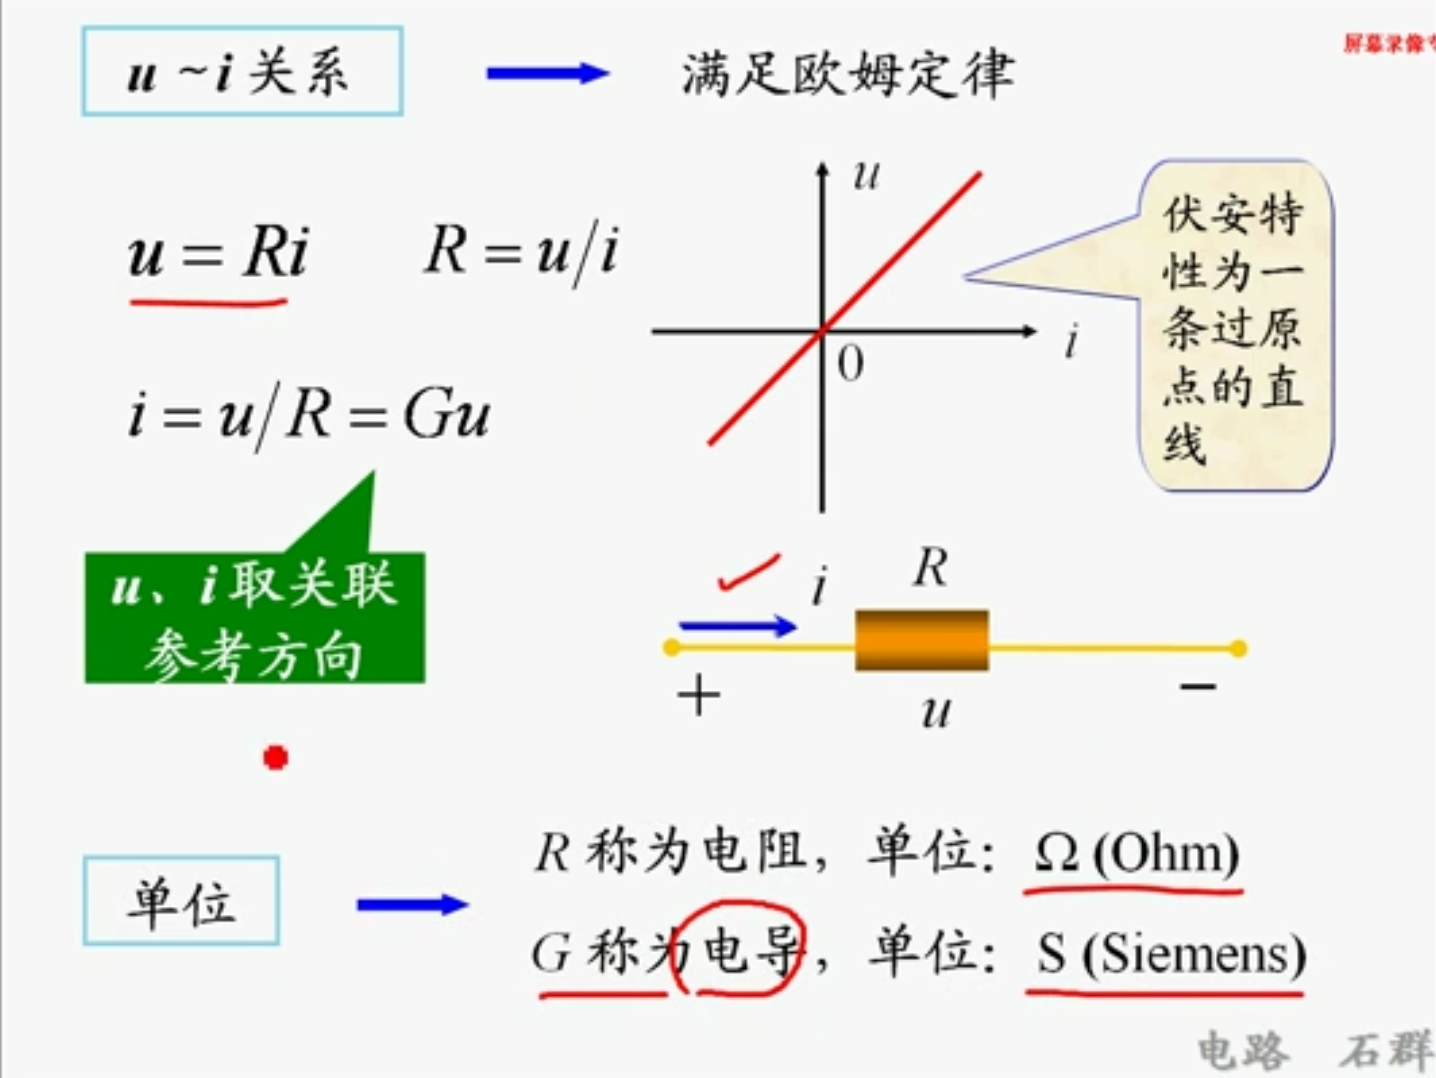 u ~ i 关系
满足欧姆定律
屏幕录像专
u = Ri
R = u/i
u
i
0
伏安特
性为一
条过原
点的直
线
i = u/R = Gu
u、i 取关联
参考方向
i
R
+
u
−
单位
R 称为电阻，单位：Ω (Ohm)
G 称为电导，单位：S (Siemens)
电路 石群